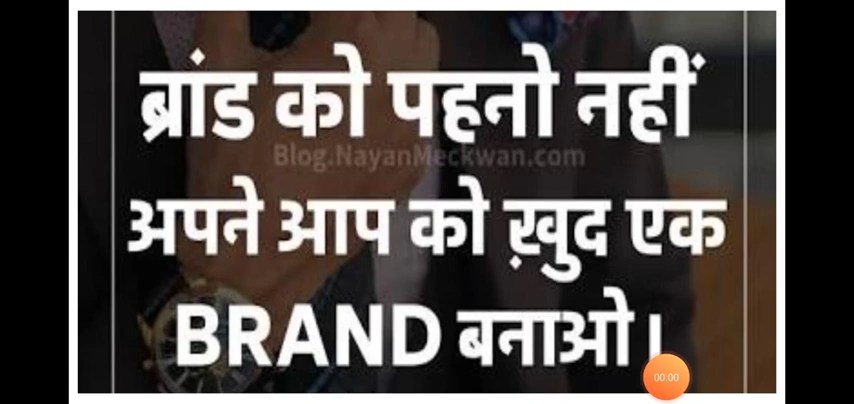 ब्रांड को पहनो नहीं
Blog.NayanMeckwan.com
अपने आप को ख़ुद एक
BRAND बनाओ।
00:00